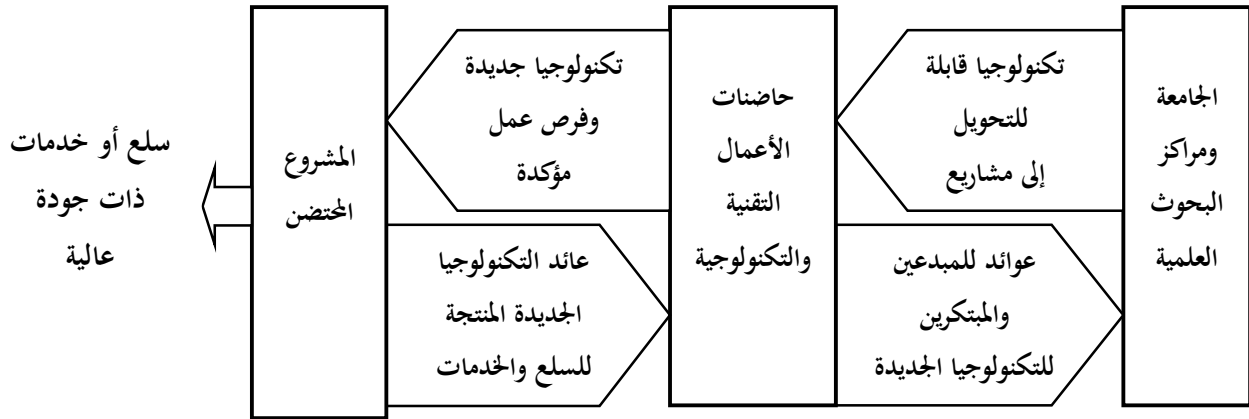 الجامعة
ومراكز
البحوث
العلمية
تكنولوجيا قابلة
للتحويل
إلى مشاريع
عوائد للمبدعين
والمبتكرين
للتكنولوجيا الجديدة
حاضنات
الأعمال
التقنية
والتكنولوجية
تكنولوجيا جديدة
وفرص عمل
مؤكدة
عائد التكنولوجيا
الجديدة المنتجة
للسلع والخدمات
المشروع
المحتضن
سلع أو خدمات
ذات جودة
عالية